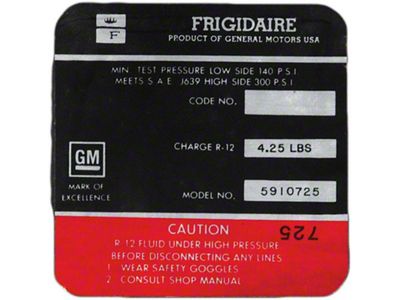 FRIGIDAIRE
F
PRODUCT OF GENERAL MOTORS USA
MIN. TEST PRESSURE LOW SIDE 140 P.S.I.
MEETS S.A.E. J639 HIGH SIDE 300 P.S.I.
CODE NO.
CHARGE R-12 4.25 LBS
GM
MARK OF
EXCELLENCE
MODEL NO. 5910725
725
CAUTION
R-12 FLUID UNDER HIGH PRESSURE
BEFORE DISCONNECTING ANY LINES
1. WEAR SAFETY GOGGLES
2. CONSULT SHOP MANUAL